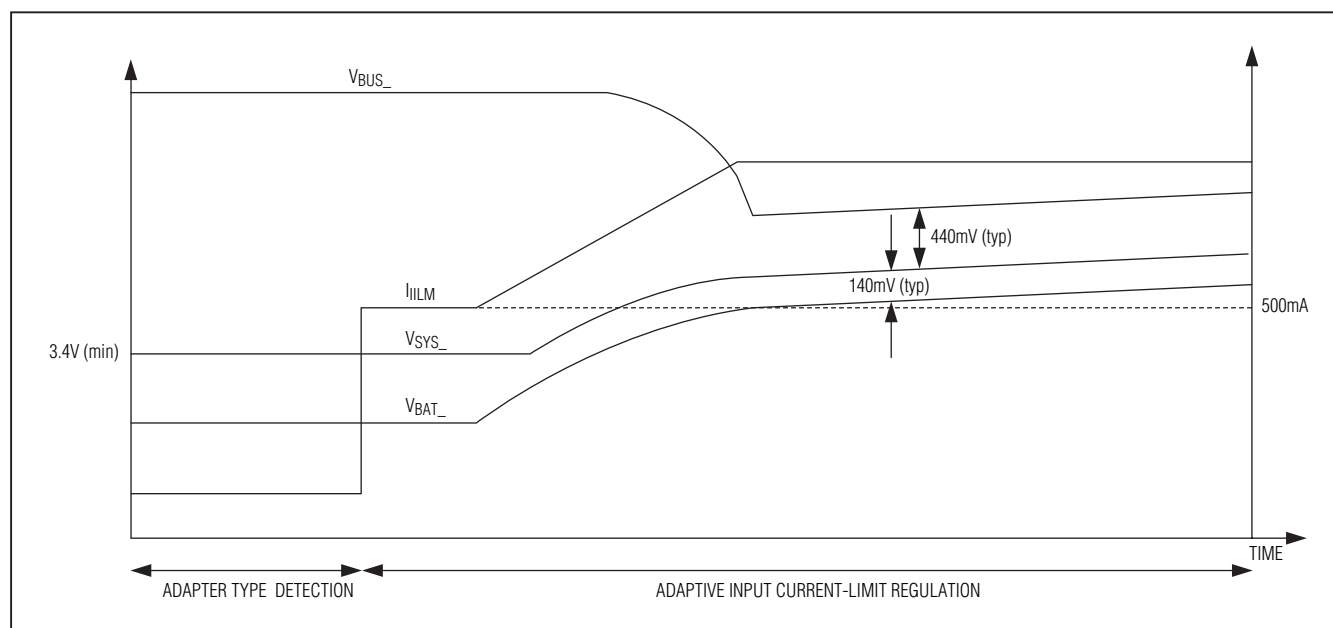 VBUS_
440mV (typ)
140mV (typ)
IILM
500mA
VSYS_
3.4V (min)
VBAT_
TIME
ADAPTER TYPE DETECTION
ADAPTIVE INPUT CURRENT-LIMIT REGULATION